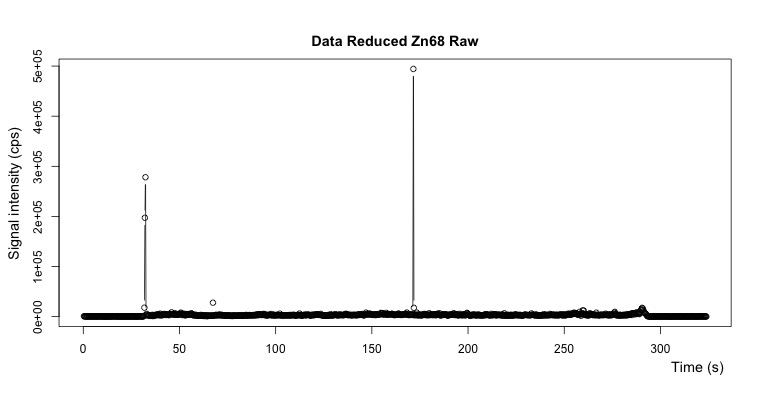 Data Reduced Zn68 Raw
Signal intensity (cps)
5e+05
4e+05
3e+05
2e+05
1e+05
0e+00
0 50 100 150 200 250 300
Time (s)